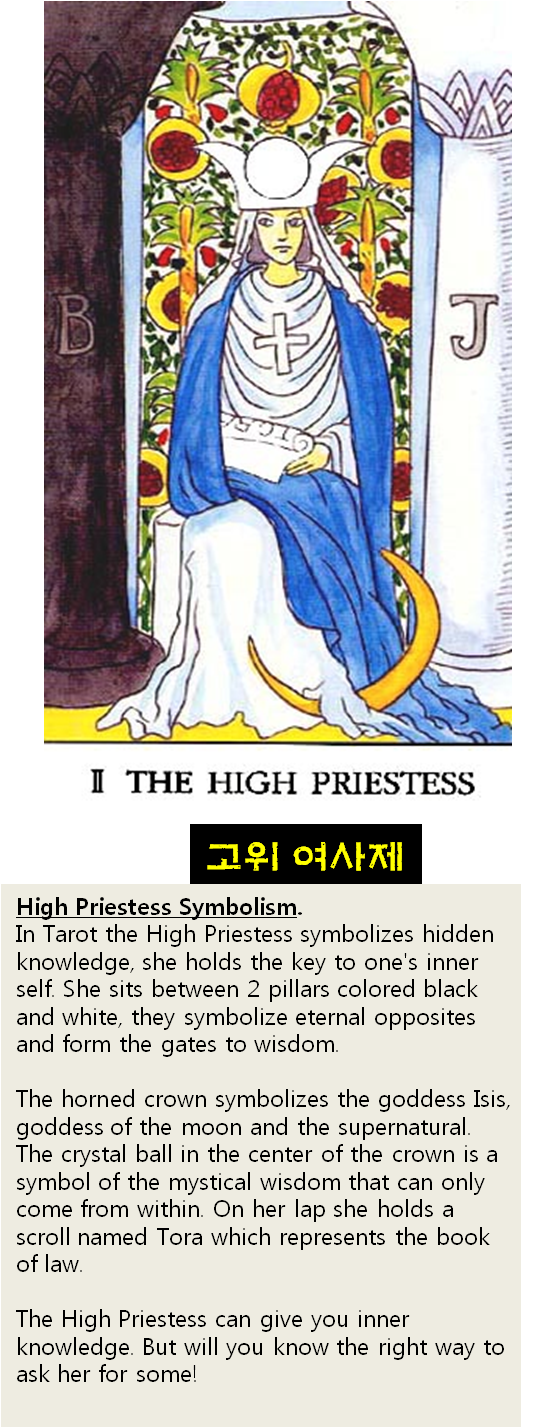 B
J
II THE HIGH PRIESTESS
고위 여사제
High Priestess Symbolism.
In Tarot the High Priestess symbolizes hidden
knowledge, she holds the key to one's inner
self. She sits between 2 pillars colored black
and white, they symbolize eternal opposites
and form the gates to wisdom.
The horned crown symbolizes the goddess Isis,
goddess of the moon and the supernatural.
The crystal ball in the center of the crown is a
symbol of the mystical wisdom that can only
come from within. On her lap she holds a
scroll named Tora which represents the book
of law.
The High Priestess can give you inner
knowledge. But will you know the right way to
ask her for some!